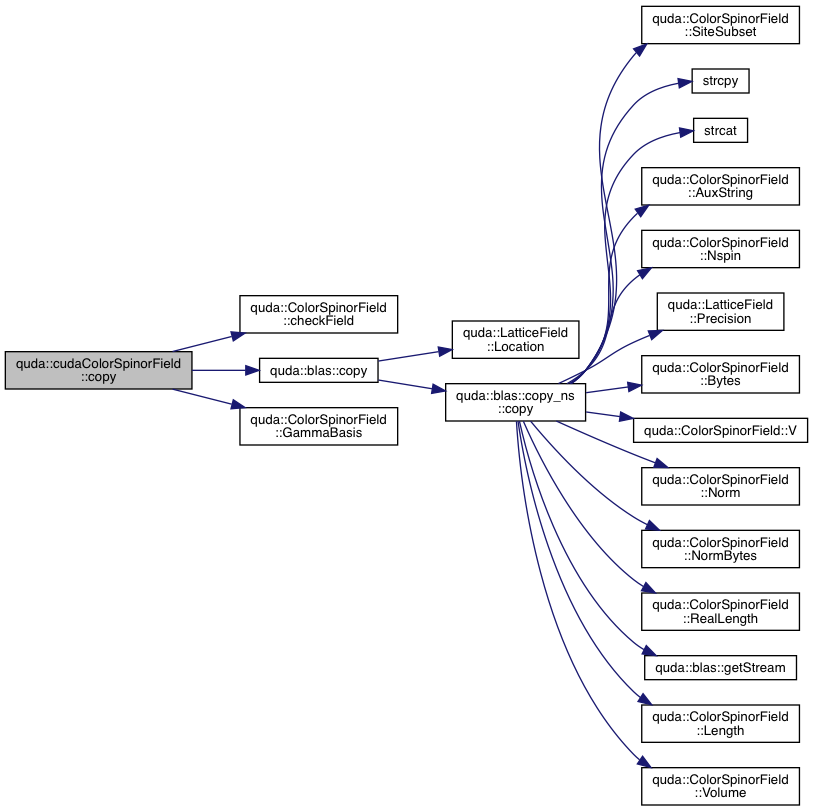 quda::cudaColorSpinorField
::copy
quda::ColorSpinorField
::checkField
quda::blas::copy
quda::ColorSpinorField
::GammaBasis
quda::LatticeField
::Location
quda::blas::copy_ns
::copy
quda::ColorSpinorField
::SiteSubset
strcpy
strcat
quda::ColorSpinorField
::AuxString
quda::ColorSpinorField
::Nspin
quda::LatticeField
::Precision
quda::ColorSpinorField
::Bytes
quda::ColorSpinorField::V
quda::ColorSpinorField
::Norm
quda::ColorSpinorField
::NormBytes
quda::ColorSpinorField
::RealLength
quda::blas::getStream
quda::ColorSpinorField
::Length
quda::ColorSpinorField
::Volume